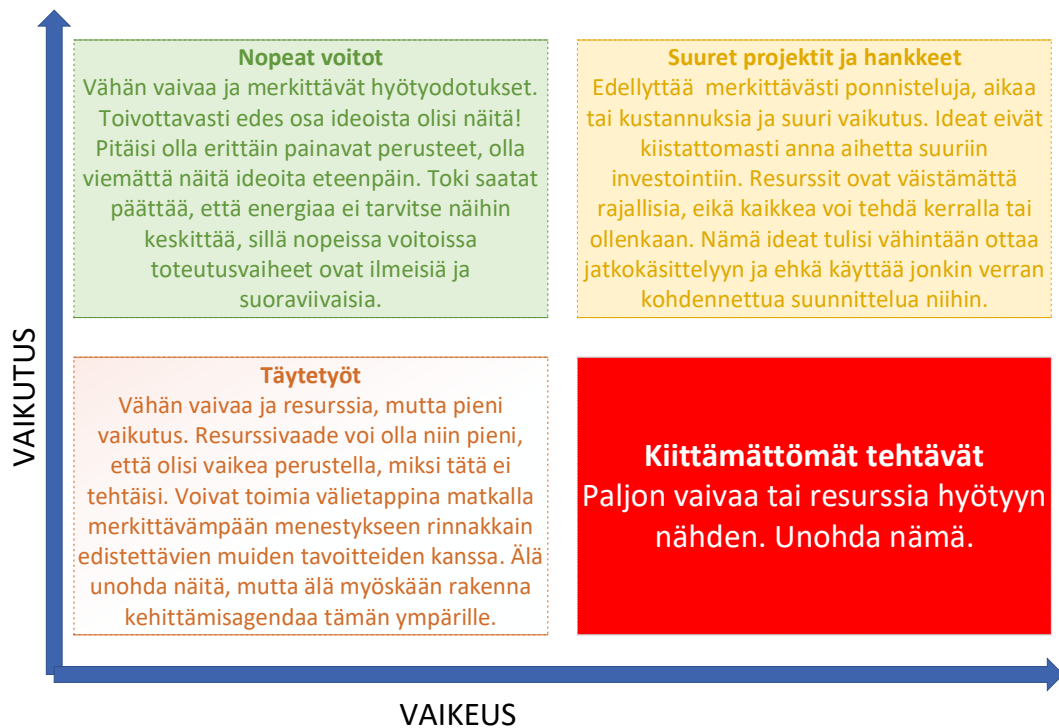 Nopeat voitot
Vähän vaivaa ja merkittävät hyötyodotukset.
Toivottavasti edes osa ideoista olisi näitä!
Pitäisi olla erittäin painavat perusteet, olla
viemättä näitä ideoita eteenpäin. Toki saatat
päättää, että energiaa ei tarvitse näihin
keskittää, sillä nopeissa voitoissa
toteutusvaiheet ovat ilmeisiä ja
suoraviivaisia.
Suuret projektit ja hankkeet
Edellyttää merkittävästi ponnisteluja, aikaa
tai kustannuksia ja suuri vaikutus. Ideat eivät
kiistattomasti anna aihetta suuriin
investointiin. Resurssit ovat väistämättä
rajallisia, eikä kaikkea voi tehdä kerralla tai
ollenkaan. Nämä ideat tulisi vähintään ottaa
jatkokäsittelyyn ja ehkä käyttää jonkin verran
kohdennettua suunnittelua niihin.
VAIKUTUS
Täytetyöt
Vähän vaivaa ja resurssia, mutta pieni
vaikutus. Resurssivaade voi olla niin pieni,
että olisi vaikea perustella, miksi tätä ei
tehtäisi. Voivat toimia välietappina matkalla
merkittävämpään menestykseen rinnakkain
edistettävien muiden tavoitteiden kanssa. Älä
unohda näitä, mutta älä myöskään rakenna
kehittämisagendaa tämän ympärille.
Kiittämättömät tehtävät
Paljon vaivaa tai resurssia hyötyyn
nähden. Unohda nämä.
VAIKEUS